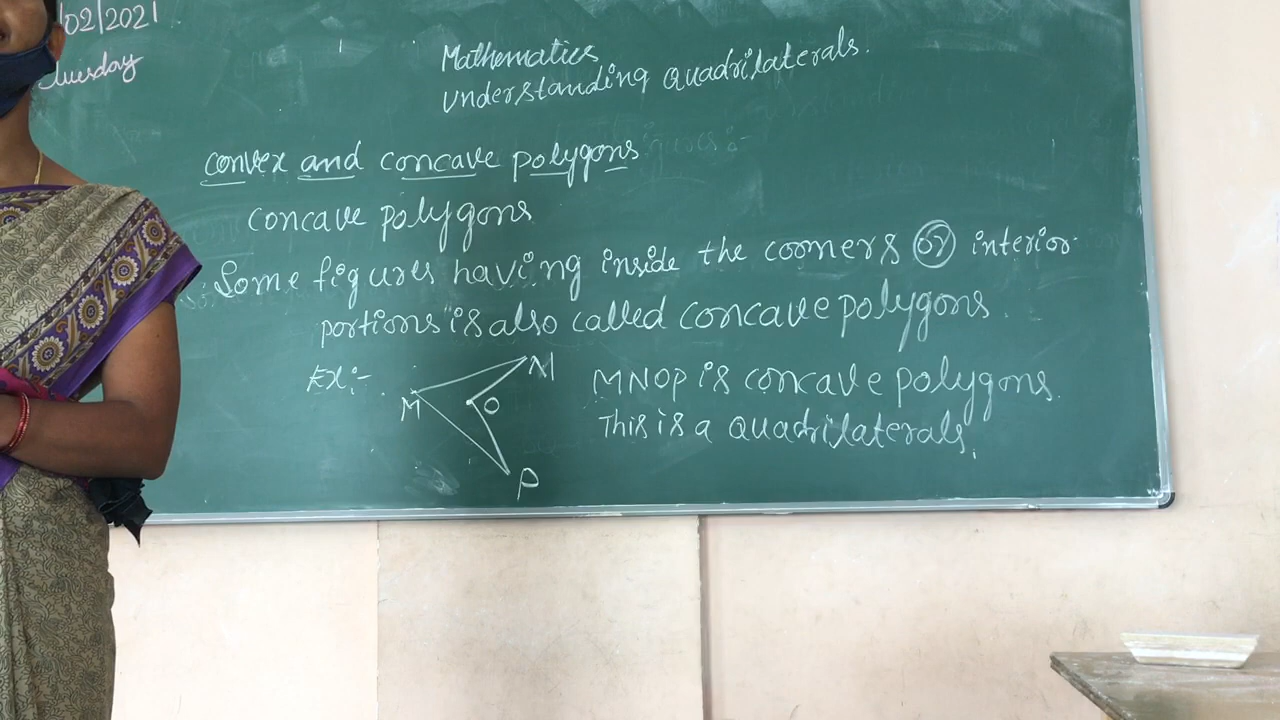 /02/2021
Tuesday
Mathematics
Understanding quadrilaterals.
convex and concave polygons
concave polygons
Some figures having inside the corners or interior
portions is also called concave polygons.
Ex:-
M
N
O
P
MNOP is concave polygons.
This is a quadrilaterals.